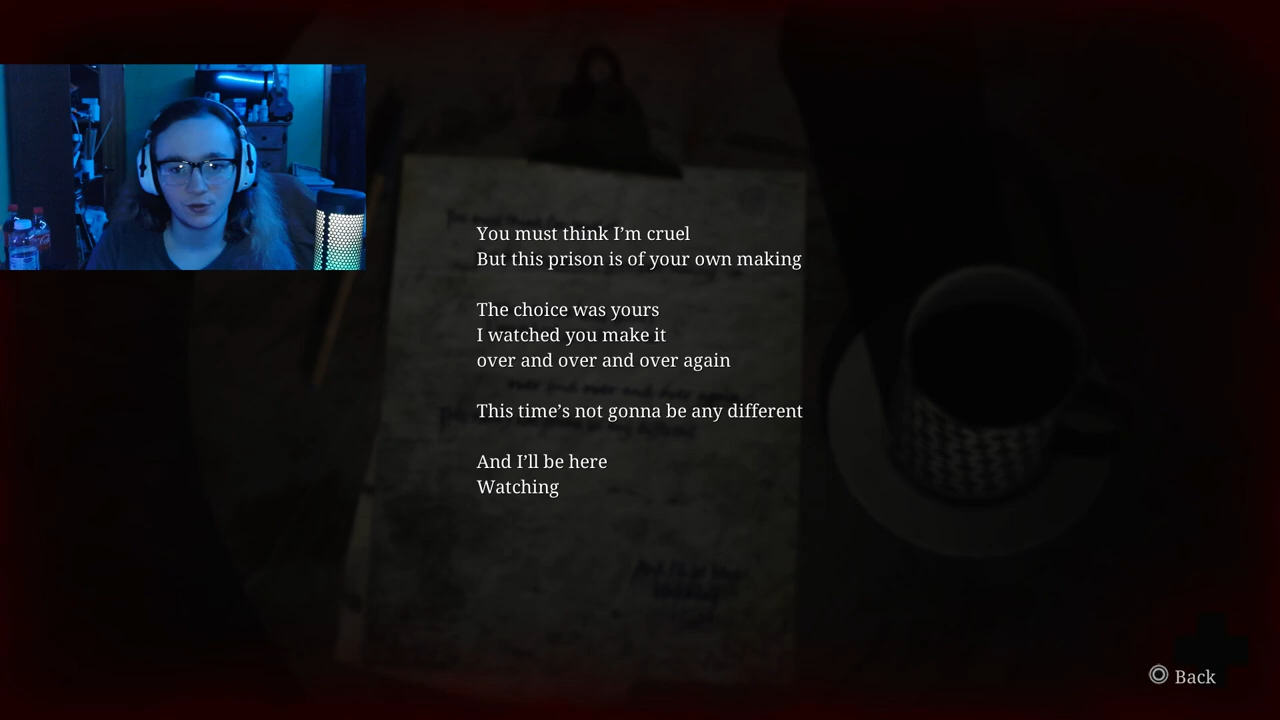 You must think I’m cruel
But this prison is of your own making
The choice was yours
I watched you make it
over and over and over again
This time’s not gonna be any different
And I’ll be here
Watching
Back